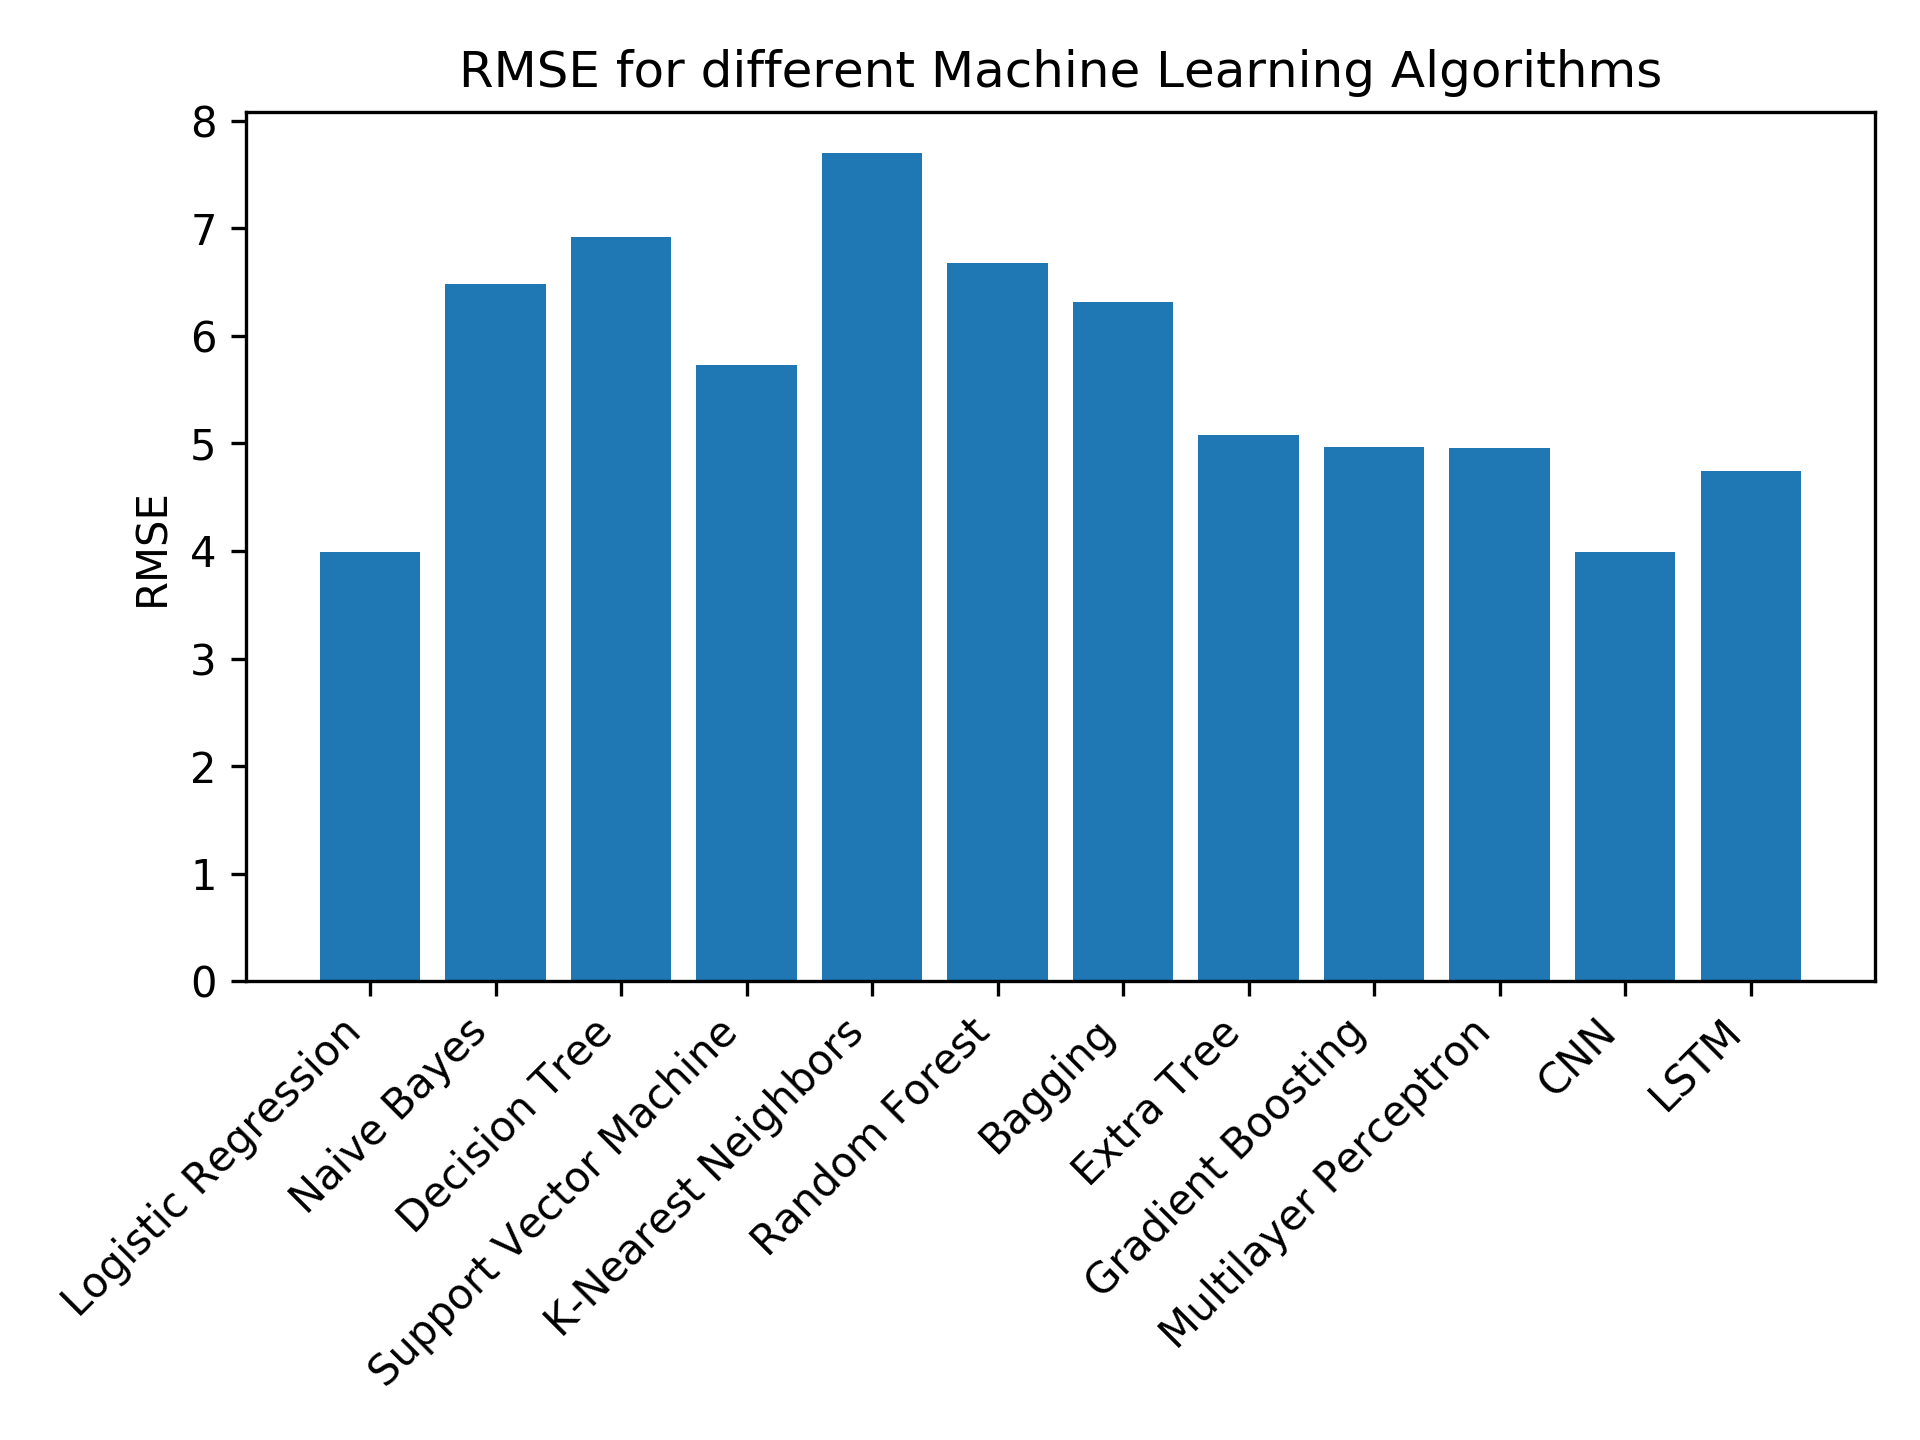 RMSE for different Machine Learning Algorithms
8
7
6
5
4
3
2
1
0
RMSE
Logistic Regression
Naive Bayes
Decision Tree
Support Vector Machine
K-Nearest Neighbors
Random Forest
Bagging
Extra Tree
Gradient Boosting
Multilayer Perceptron
CNN
LSTM